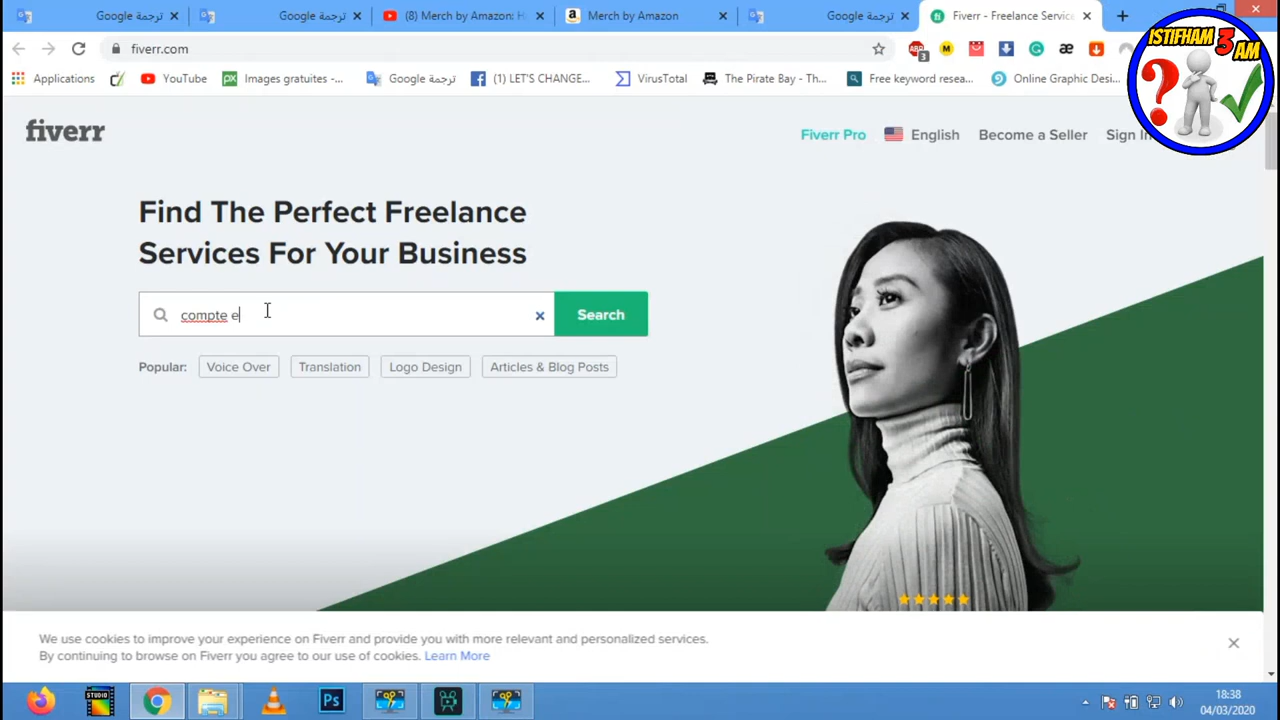 ترجمة Google
ترجمة Google
(8) Merch by Amazon: H
Merch by Amazon
ترجمة Google
Fiverr - Freelance Service
fiverr.com
ABP
3
M
æ
Applications
YouTube
Images gratuites - ...
ترجمة Google
(1) LET'S CHANGE...
VirusTotal
The Pirate Bay - Th...
Free keyword resea...
Online Graphic Desi...
ISTIFHAM 3 AM
fiverr
Fiverr Pro
English
Become a Seller
Sign In
Find The Perfect Freelance
Services For Your Business
compte e
Search
Popular:
Voice Over
Translation
Logo Design
Articles & Blog Posts
We use cookies to improve your experience on Fiverr and provide you with more relevant and personalized services.
By continuing to browse on Fiverr you agree to our use of cookies. Learn More
STUDIO
Ps
18:38
04/03/2020